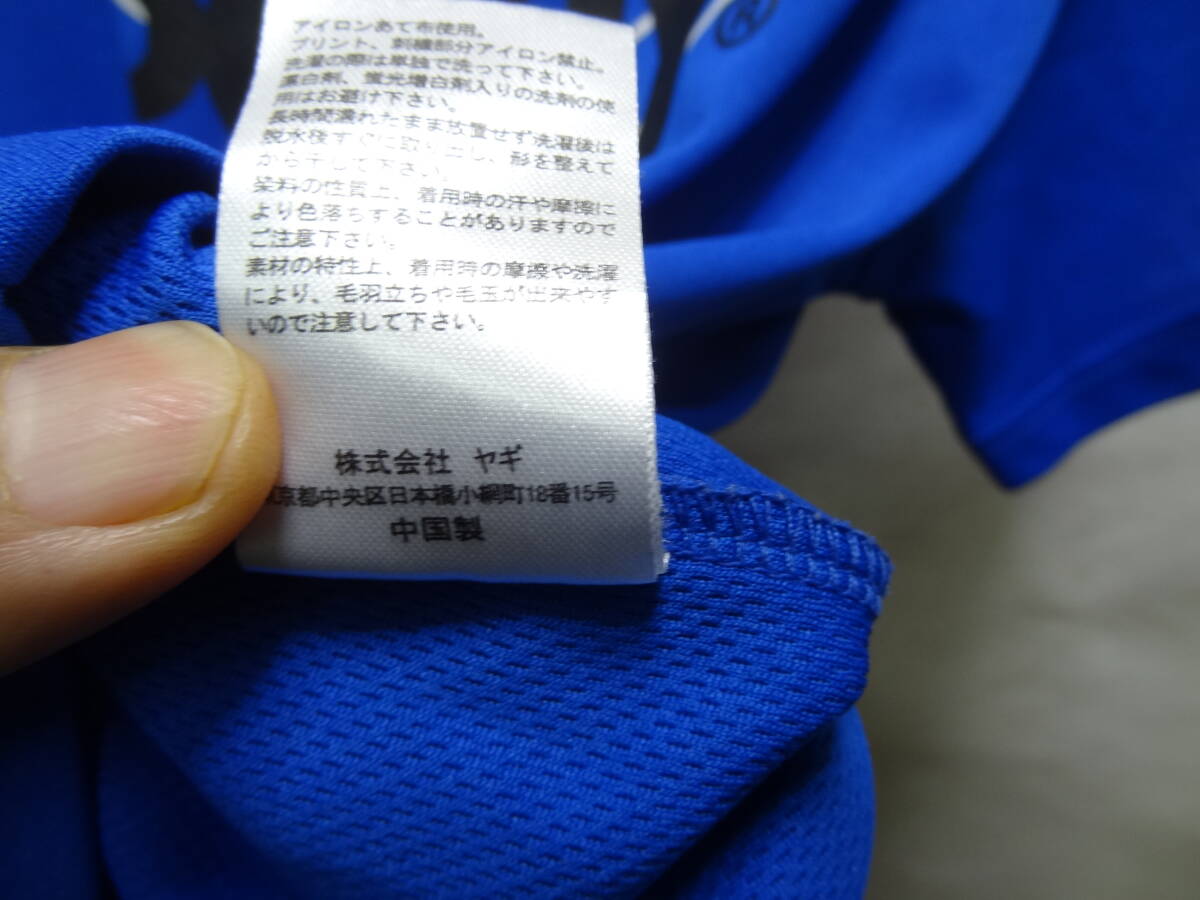 アイロンあて布使用。
プリント、刺繍部分アイロン禁止。
洗濯の際は単独で洗って下さい。
漂白剤、蛍光増白剤入りの洗剤の使
用はお避け下さい。
長時間濡れたまま放置せず洗濯後は
脱水後すぐに取り出し、形を整えて
から干して下さい。
染料の性質上、着用時の汗や摩擦に
より色落ちすることがありますので
ご注意下さい。
素材の特性上、着用時の摩擦や洗濯
により、毛羽立ちや毛玉が出来やす
いので注意して下さい。
株式会社 ヤギ
京都中央区日本橋小網町18番15号
中国製
®